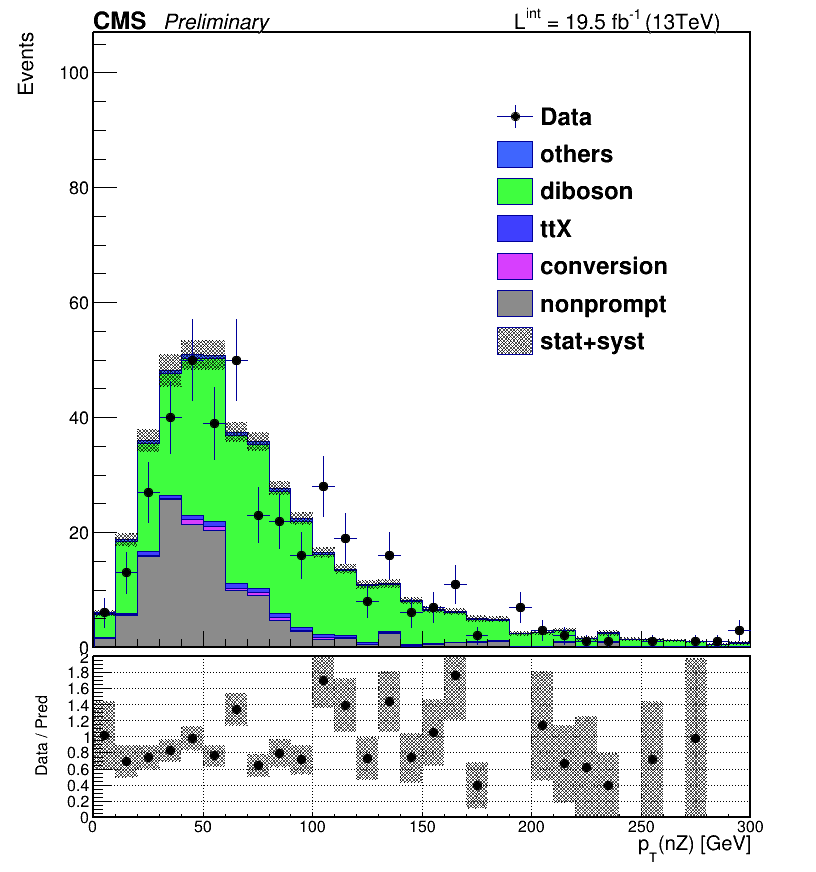 CMS Preliminary L^int = 19.5 fb^-1 (13TeV)
Events
100
80
60
40
20
0
Data
others
diboson
ttX
conversion
nonprompt
stat+syst
Data / Pred
2
1.8
1.6
1.4
1.2
1
0.8
0.6
0.4
0.2
0
0 50 100 150 200 250 300
p_T(nZ) [GeV]